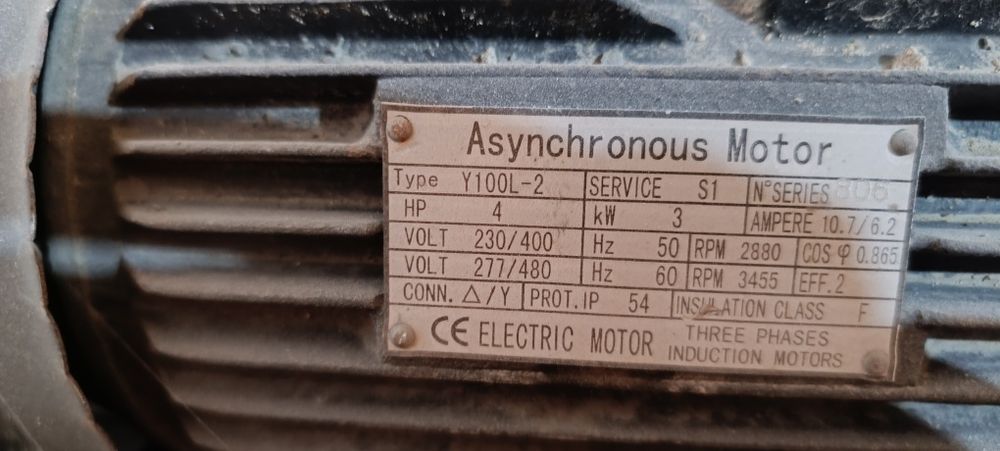 Asynchronous Motor
Type Y100L-2 SERVICE S1 N°SERIES 806
HP 4 kW 3 AMPERE 10.7/6.2
VOLT 230/400 Hz 50 RPM 2880 COS φ 0.865
VOLT 277/480 Hz 60 RPM 3455 EFF.2
CONN. △/Y PROT.IP 54 INSULATION CLASS F
CE ELECTRIC MOTOR THREE PHASES
INDUCTION MOTORS